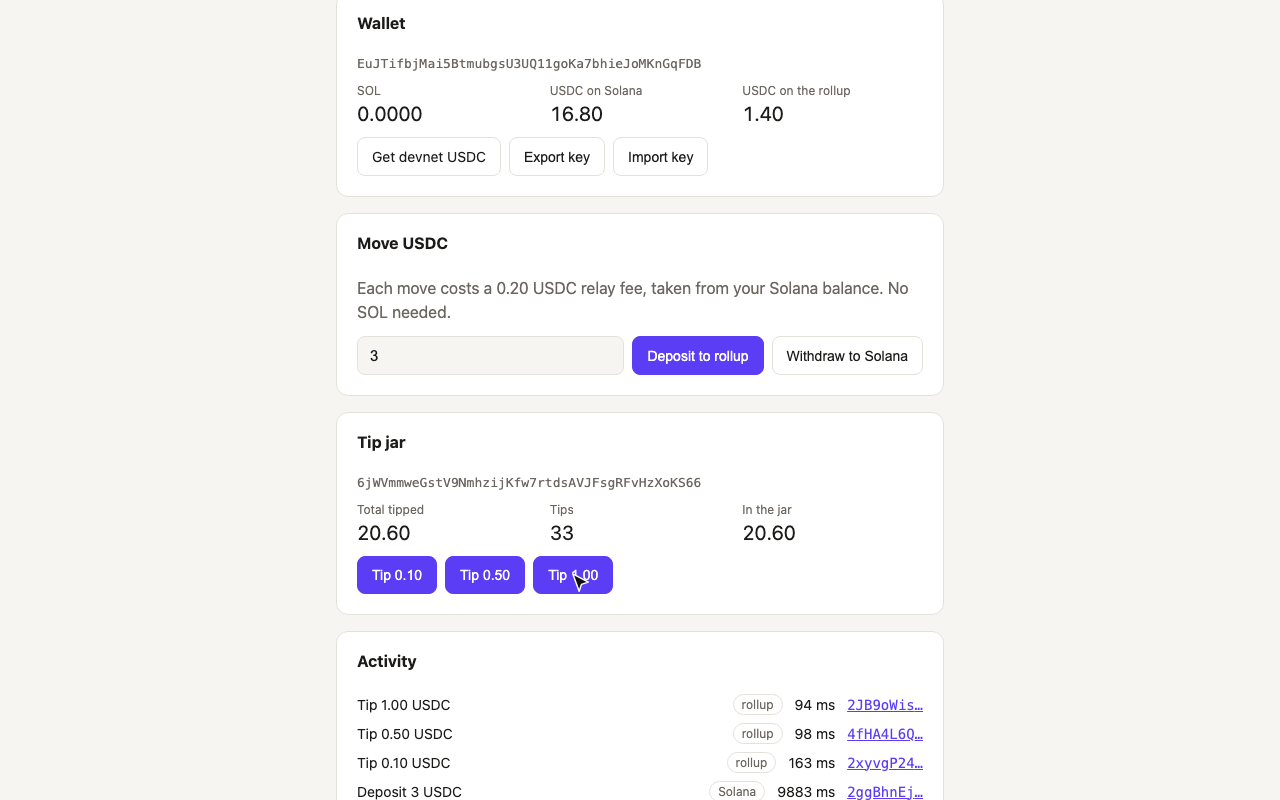 Wallet
EuJTifbjMai5BtmubgsU3UQ11goKa7bhieJoMKnGqFDB
SOL USDC on Solana USDC on the rollup
0.0000 16.80 1.40
Get devnet USDC Export key Import key
Move USDC
Each move costs a 0.20 USDC relay fee, taken from your Solana balance. No
SOL needed.
3 Deposit to rollup Withdraw to Solana
Tip jar
6jWVmmweGstV9NmhzijKfw7rtdsAVJFsgRFvHzXoKS66
Total tipped Tips In the jar
20.60 33 20.60
Tip 0.10 Tip 0.50 Tip 1.00
Activity
Tip 1.00 USDC rollup 94 ms 2JB9oWis…
Tip 0.50 USDC rollup 98 ms 4fHA4L6Q…
Tip 0.10 USDC rollup 163 ms 2xyvgP24…
Deposit 3 USDC Solana 9883 ms 2ggBhnEj…